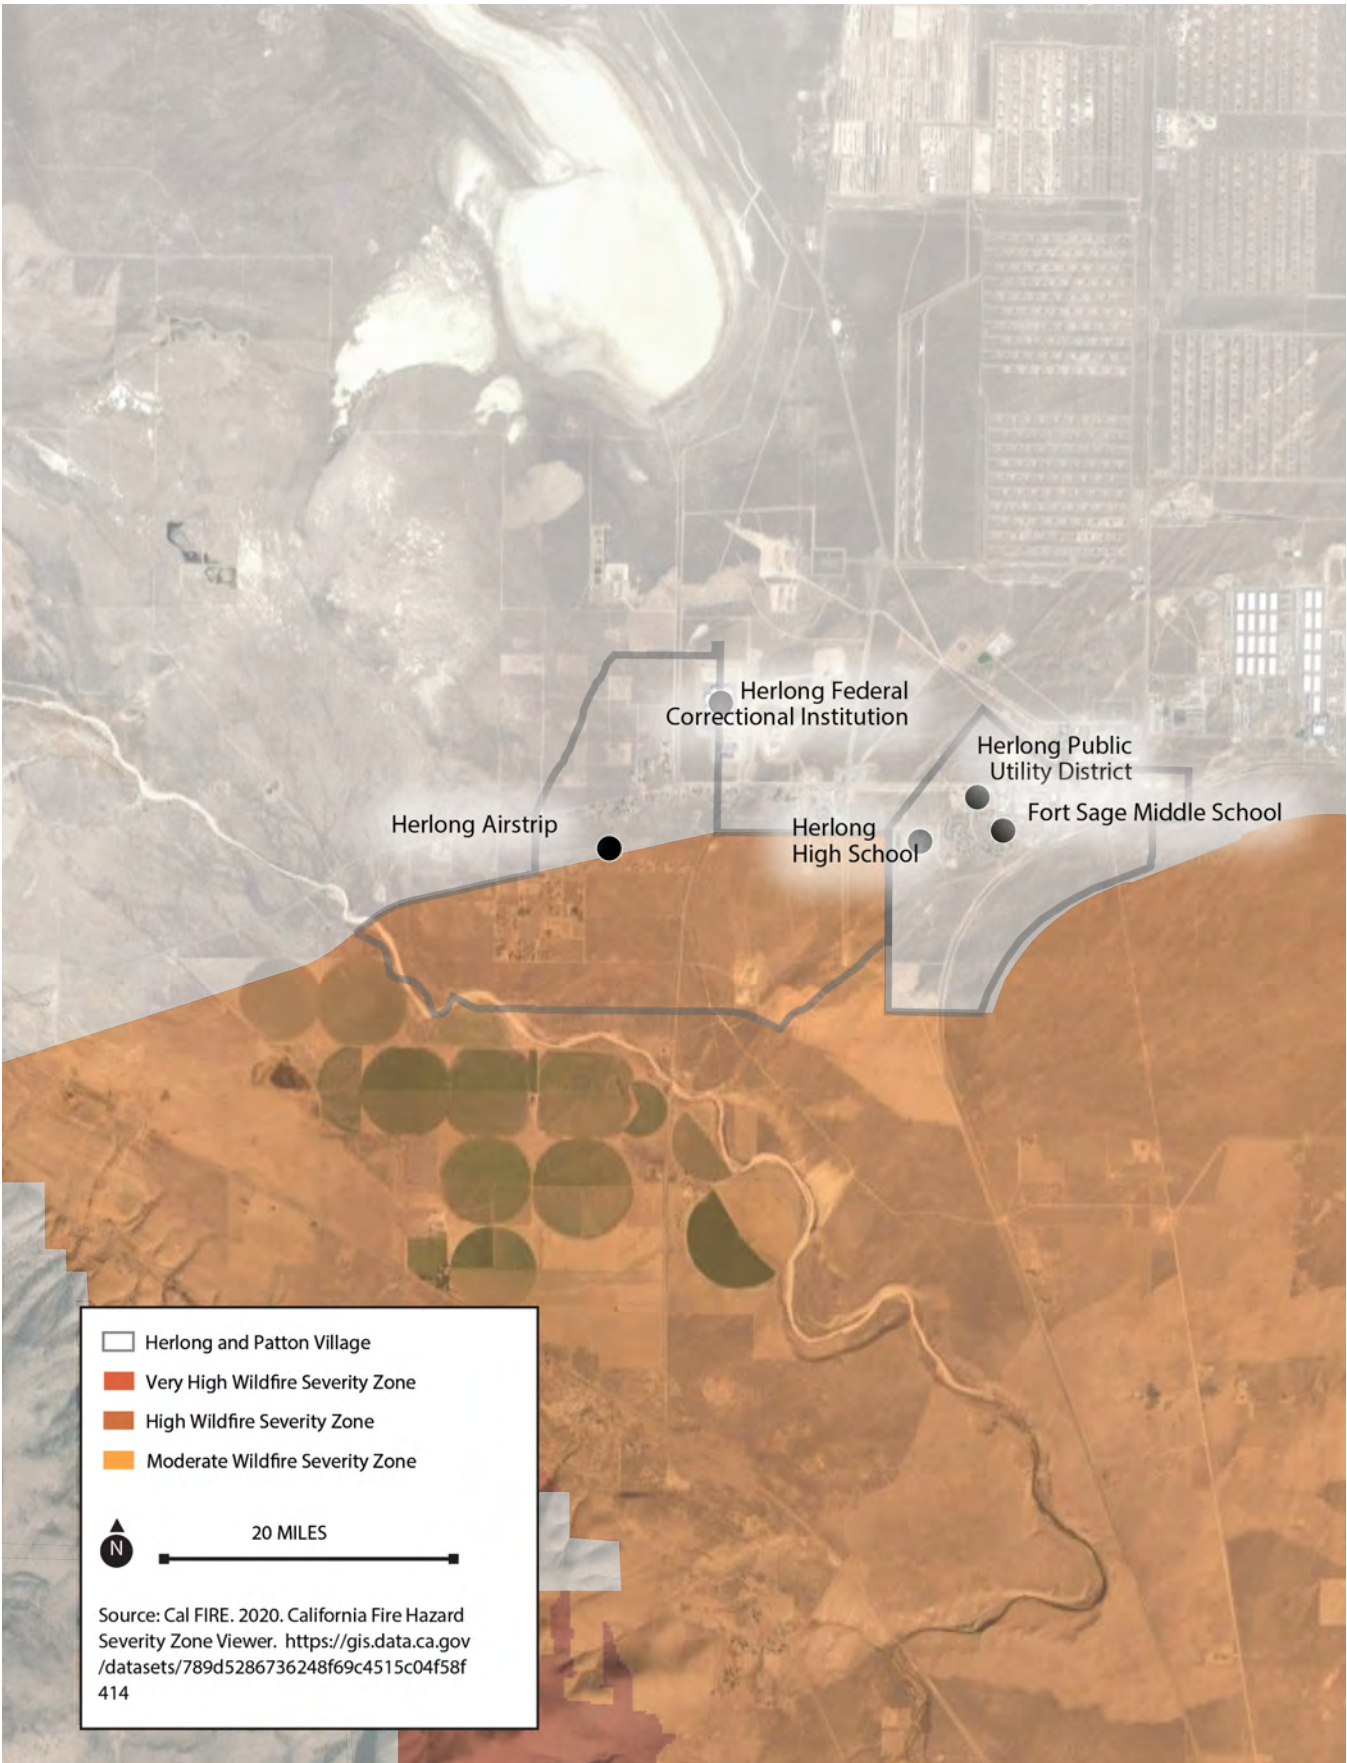 Herlong Federal
Correctional Institution
Herlong Public
Utility District
Fort Sage Middle School
Herlong Airstrip
Herlong
High School
Herlong and Patton Village
Very High Wildfire Severity Zone
High Wildfire Severity Zone
Moderate Wildfire Severity Zone
N
20 MILES
Source: Cal FIRE. 2020. California Fire Hazard
Severity Zone Viewer. https://gis.data.ca.gov
/datasets/789d5286736248f69c4515c04f58f
414